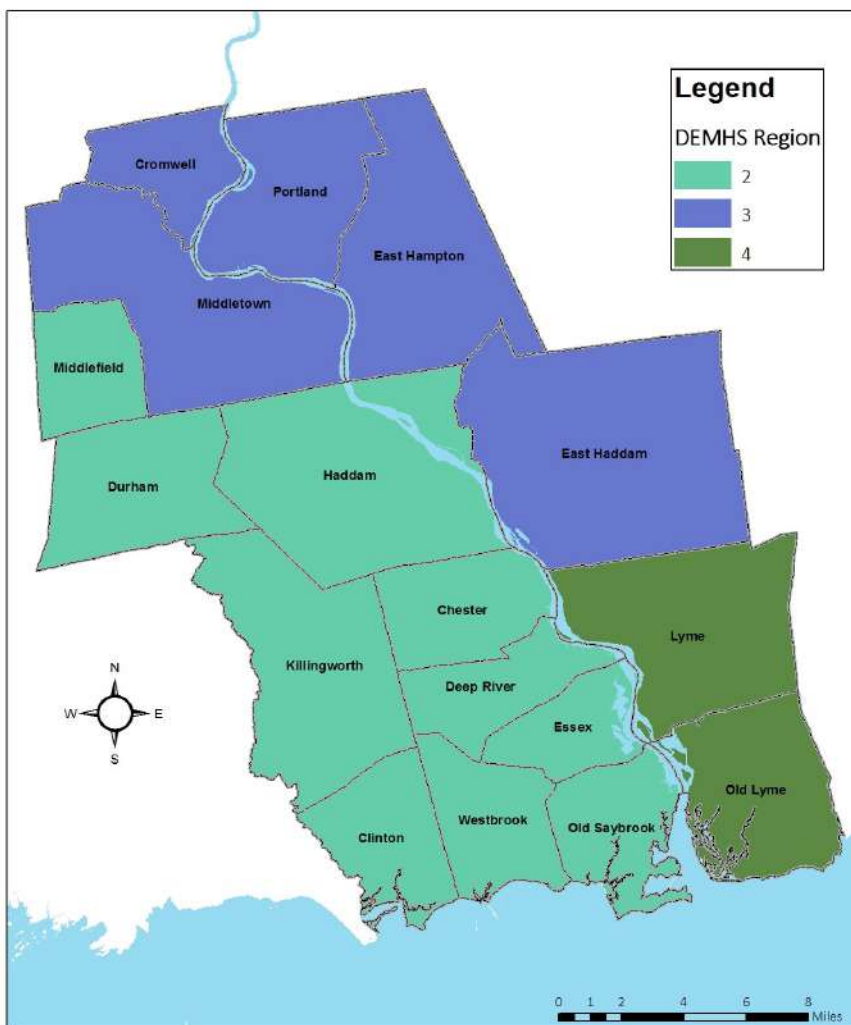 Legend
DEMHS Region
2
3
4
Cromwell
Portland
East Hampton
Middletown
Middlefield
East Haddam
Haddam
Durham
Chester
Lyme
Killingworth
Deep River
N
W E
S
Essex
Old Lyme
Westbrook
Old Saybrook
Clinton
0 1 2 4 6 8
Miles